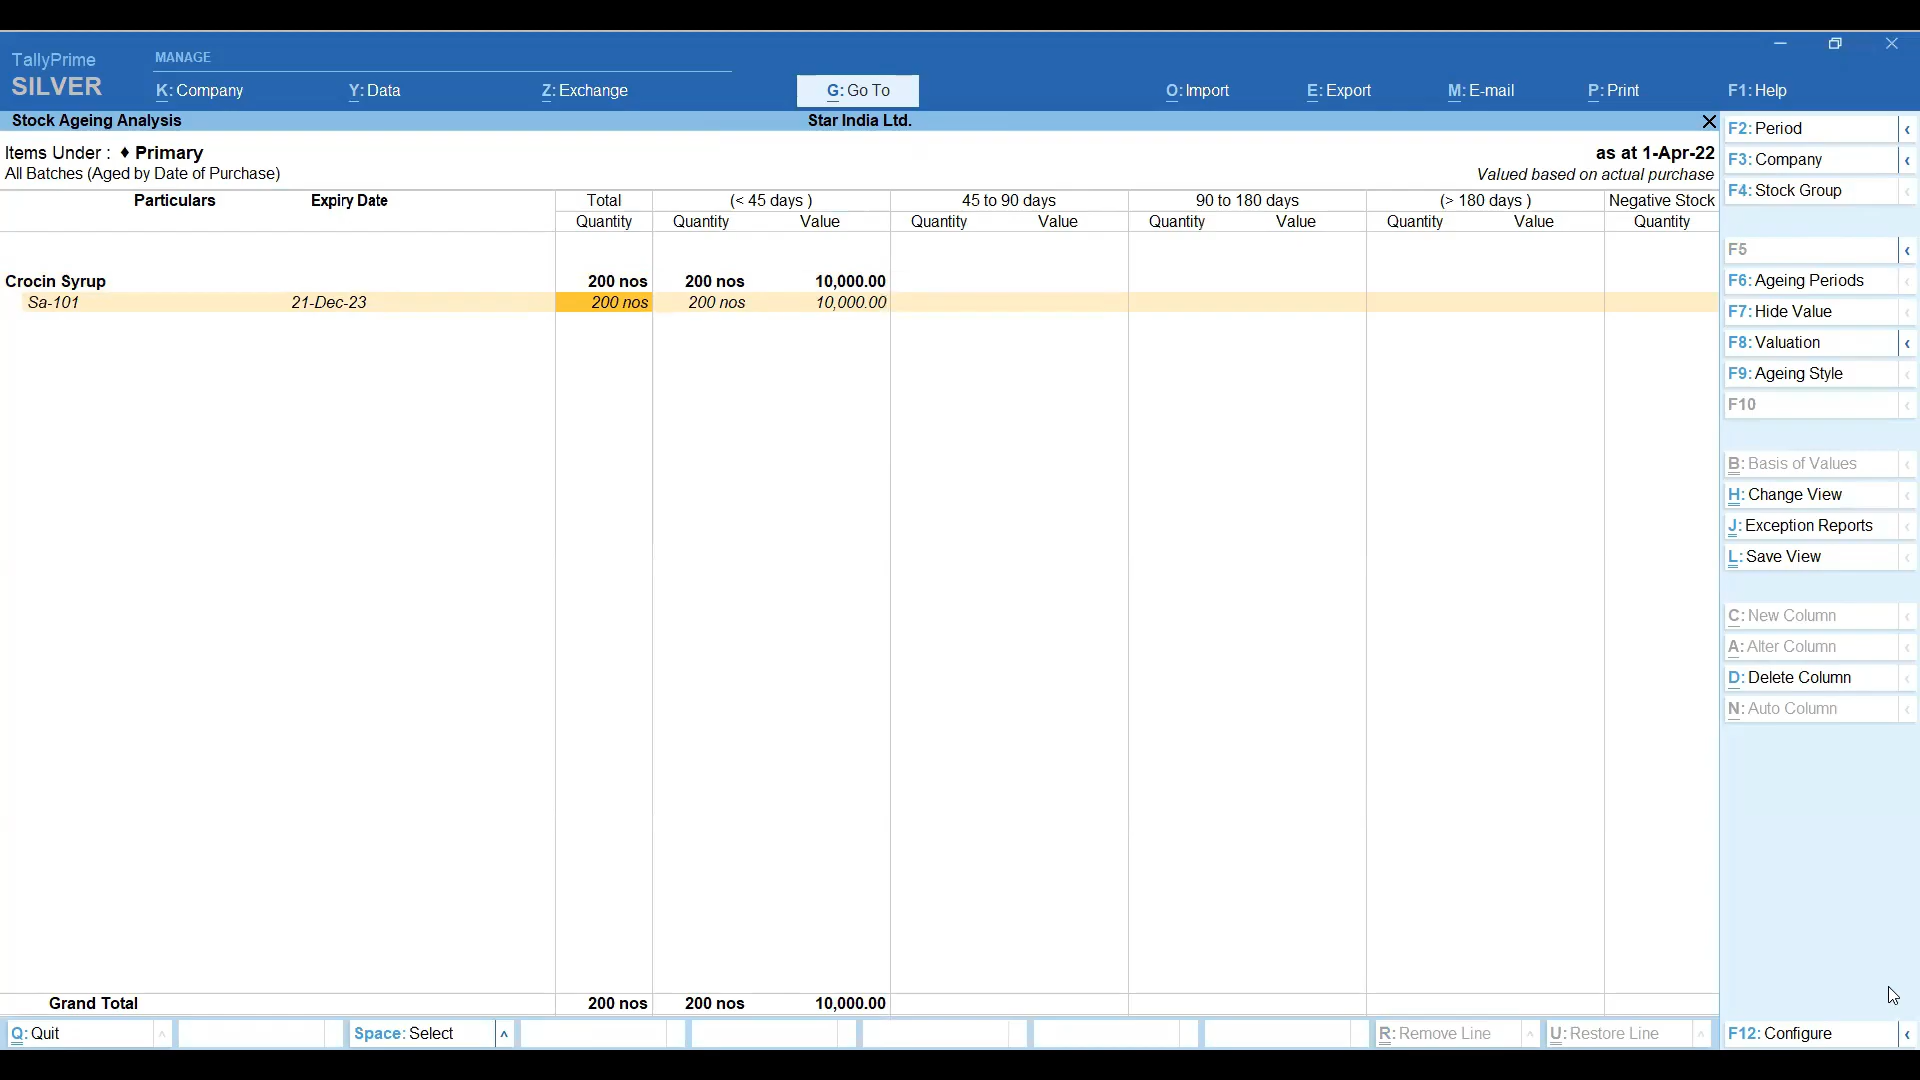 TallyPrime
SILVER
MANAGE
K: Company
Y: Data
Z: Exchange
G: Go To
O: Import
E: Export
M: E-mail
P: Print
F1: Help
Stock Ageing Analysis
Star India Ltd.
Items Under : ♦ Primary
as at 1-Apr-22
All Batches (Aged by Date of Purchase)
Valued based on actual purchase
Particulars Expiry Date Total (< 45 days ) 45 to 90 days 90 to 180 days (> 180 days ) Negative Stock
Quantity Quantity Value Quantity Value Quantity Value Quantity Value Quantity
Crocin Syrup 200 nos 200 nos 10,000.00
Sa-101 21-Dec-23 200 nos 200 nos 10,000.00
Grand Total 200 nos 200 nos 10,000.00
F2: Period
F3: Company
F4: Stock Group
F5
F6: Ageing Periods
F7: Hide Value
F8: Valuation
F9: Ageing Style
F10
B: Basis of Values
H: Change View
J: Exception Reports
L: Save View
C: New Column
A: Alter Column
D: Delete Column
N: Auto Column
Q: Quit
Space: Select
R: Remove Line
U: Restore Line
F12: Configure